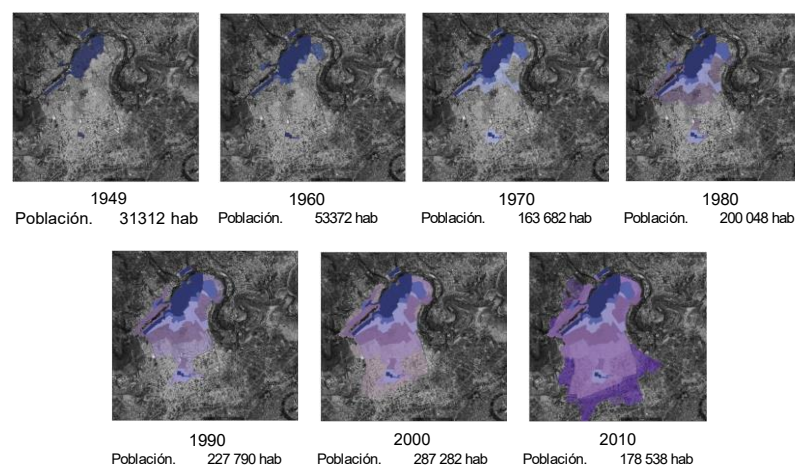 1949
Población. 31312 hab
1960
Población. 53372 hab
1970
Población. 163 682 hab
1980
Población. 200 048 hab
1990
Población. 227 790 hab
2000
Población. 287 282 hab
2010
Población. 178 538 hab